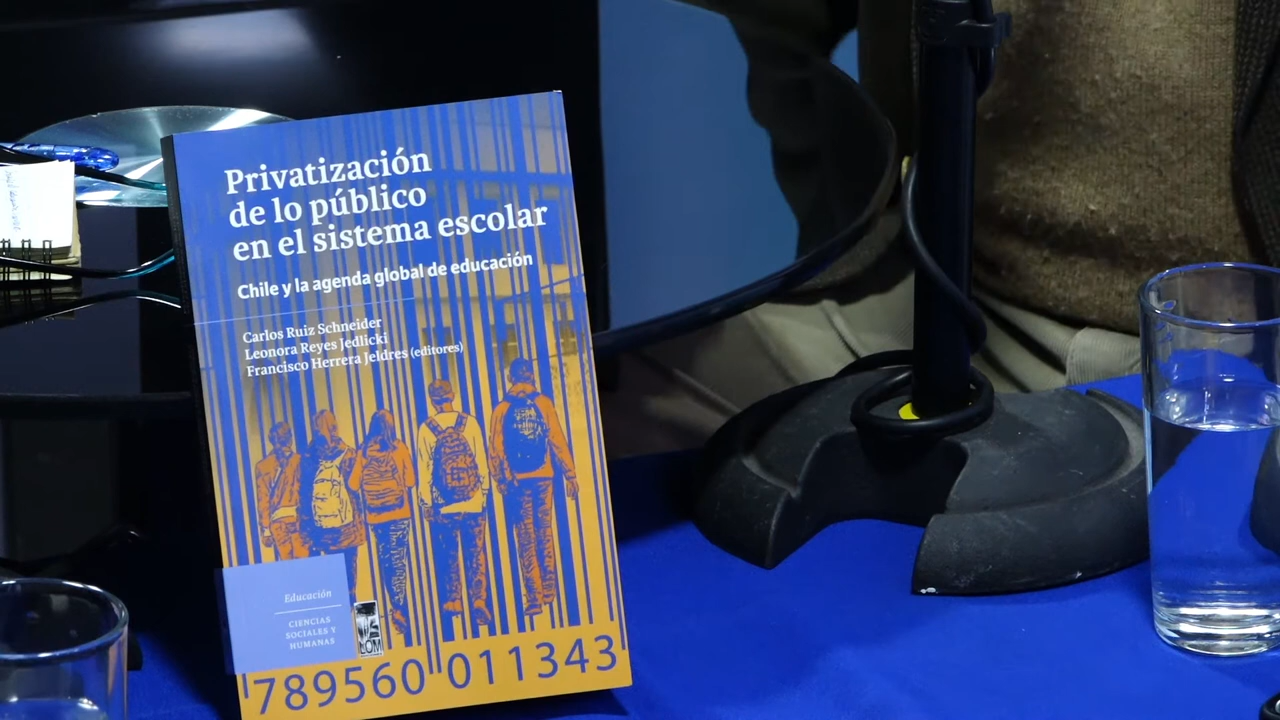 Privatización
de lo público
en el sistema escolar
Chile y la agenda global de educación
Carlos Ruiz Schneider
Leonora Reyes Jedlicki
Francisco Herrera Jeldres (editores)
Educación
CIENCIAS
SOCIALES Y
HUMANAS
LOM
789560 011343